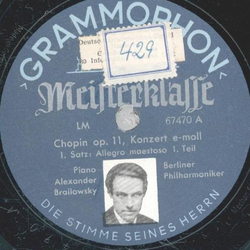 GRAMMOPHON
429
Meisterklasse
LM
67470 A
Chopin op. 11, Konzert e-moll
1. Satz: Allegro maestoso 1. Teil
Piano
Alexander
Brailowsky
Berliner
Philharmoniker
DIE STIMME SEINES HERRN